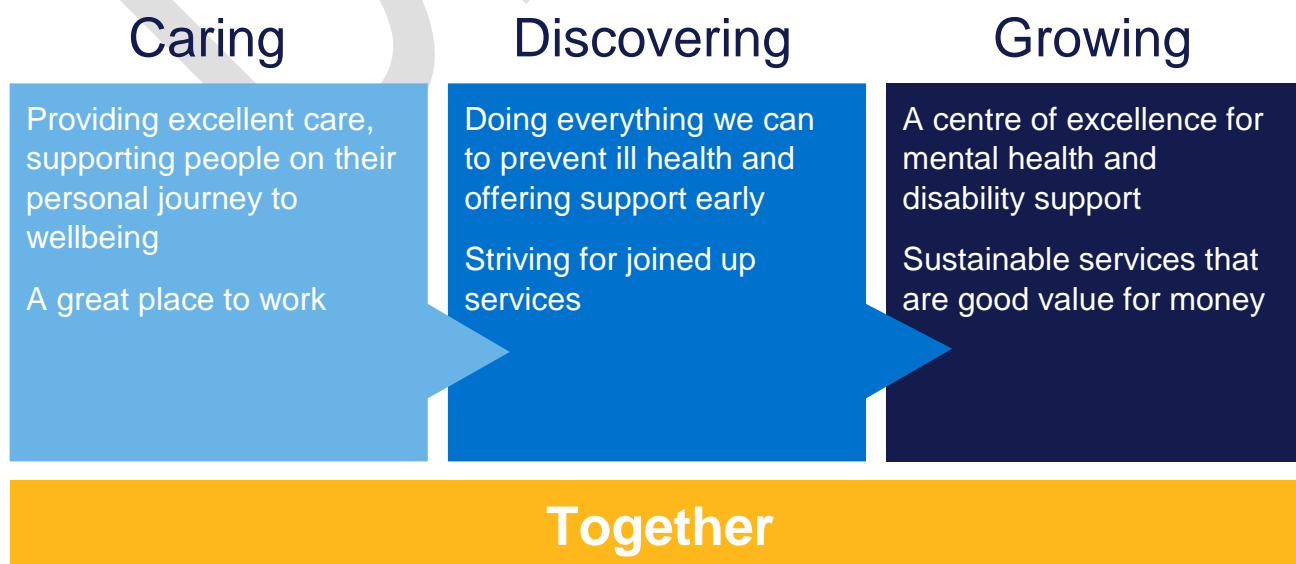 Caring
Providing excellent care,
supporting people on their
personal journey to
wellbeing
A great place to work
Discovering
Doing everything we can
to prevent ill health and
offering support early
Striving for joined up
services
Growing
A centre of excellence for
mental health and
disability support
Sustainable services that
are good value for money
Together